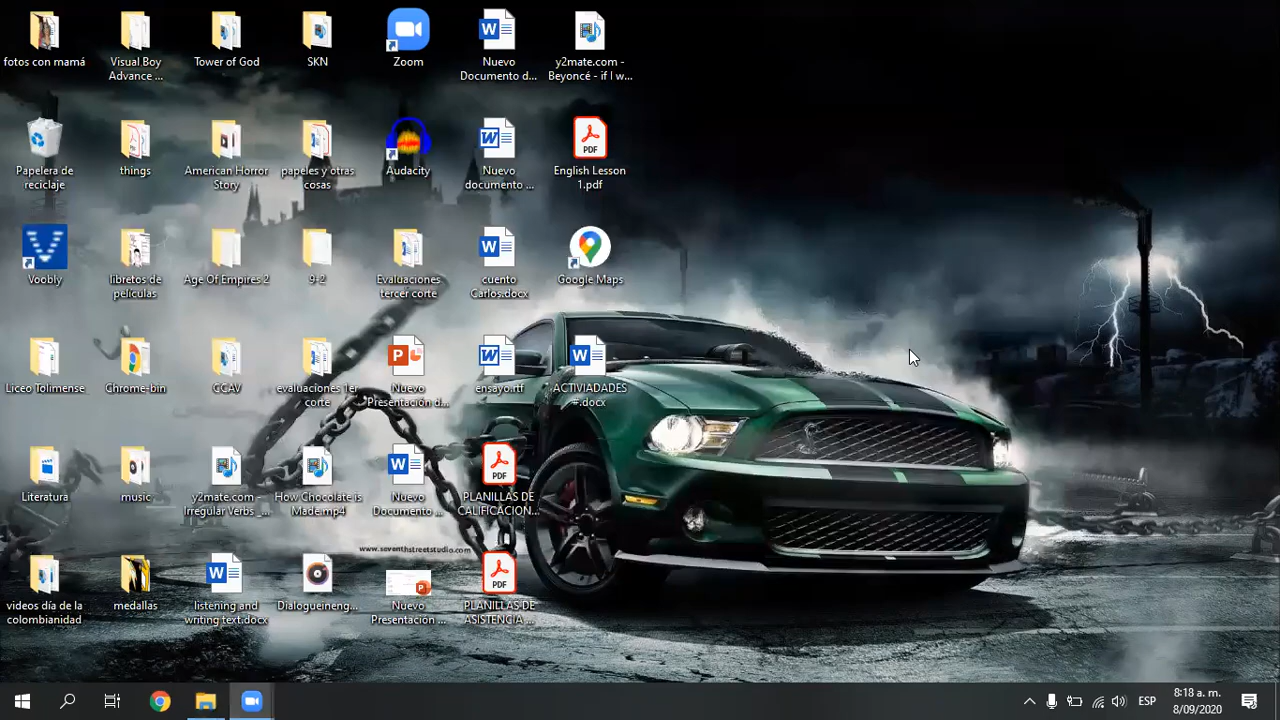 fotos con mamá
Visual Boy
Advance ...
Tower of God
SKN
Zoom
Nuevo
Documento d...
y2mate.com -
Beyoncé - if I w...
Papelera de
reciclaje
things
American Horror
Story
papeles y otras
cosas
Audacity
Nuevo
documento ...
PDF
English Lesson
1.pdf
Voobly
libretos de
películas
Age Of Empires 2
9-2
Evaluaciones
tercer corte
cuento
Carlos.docx
Google Maps
Liceo Tolimense
Chrome-bin
CCAV
evaluaciones 1er
corte
Nuevo
Presentación d...
ensayo.rtf
ACTIVIADADES
#.docx
Literatura
music
y2mate.com -
Irregular Verbs _...
How Chocolate is
Made.mp4
Nuevo
Documento ...
PDF
PLANILLAS DE
CALIFICACION...
www.seventhstreetstudio.com
videos día de la
colombianidad
medallas
listening and
writing text.docx
Dialogueineng...
Nuevo
Presentación ...
PDF
PLANILLAS DE
ASISTENCIA ...
ESP
8:18 a. m.
8/09/2020